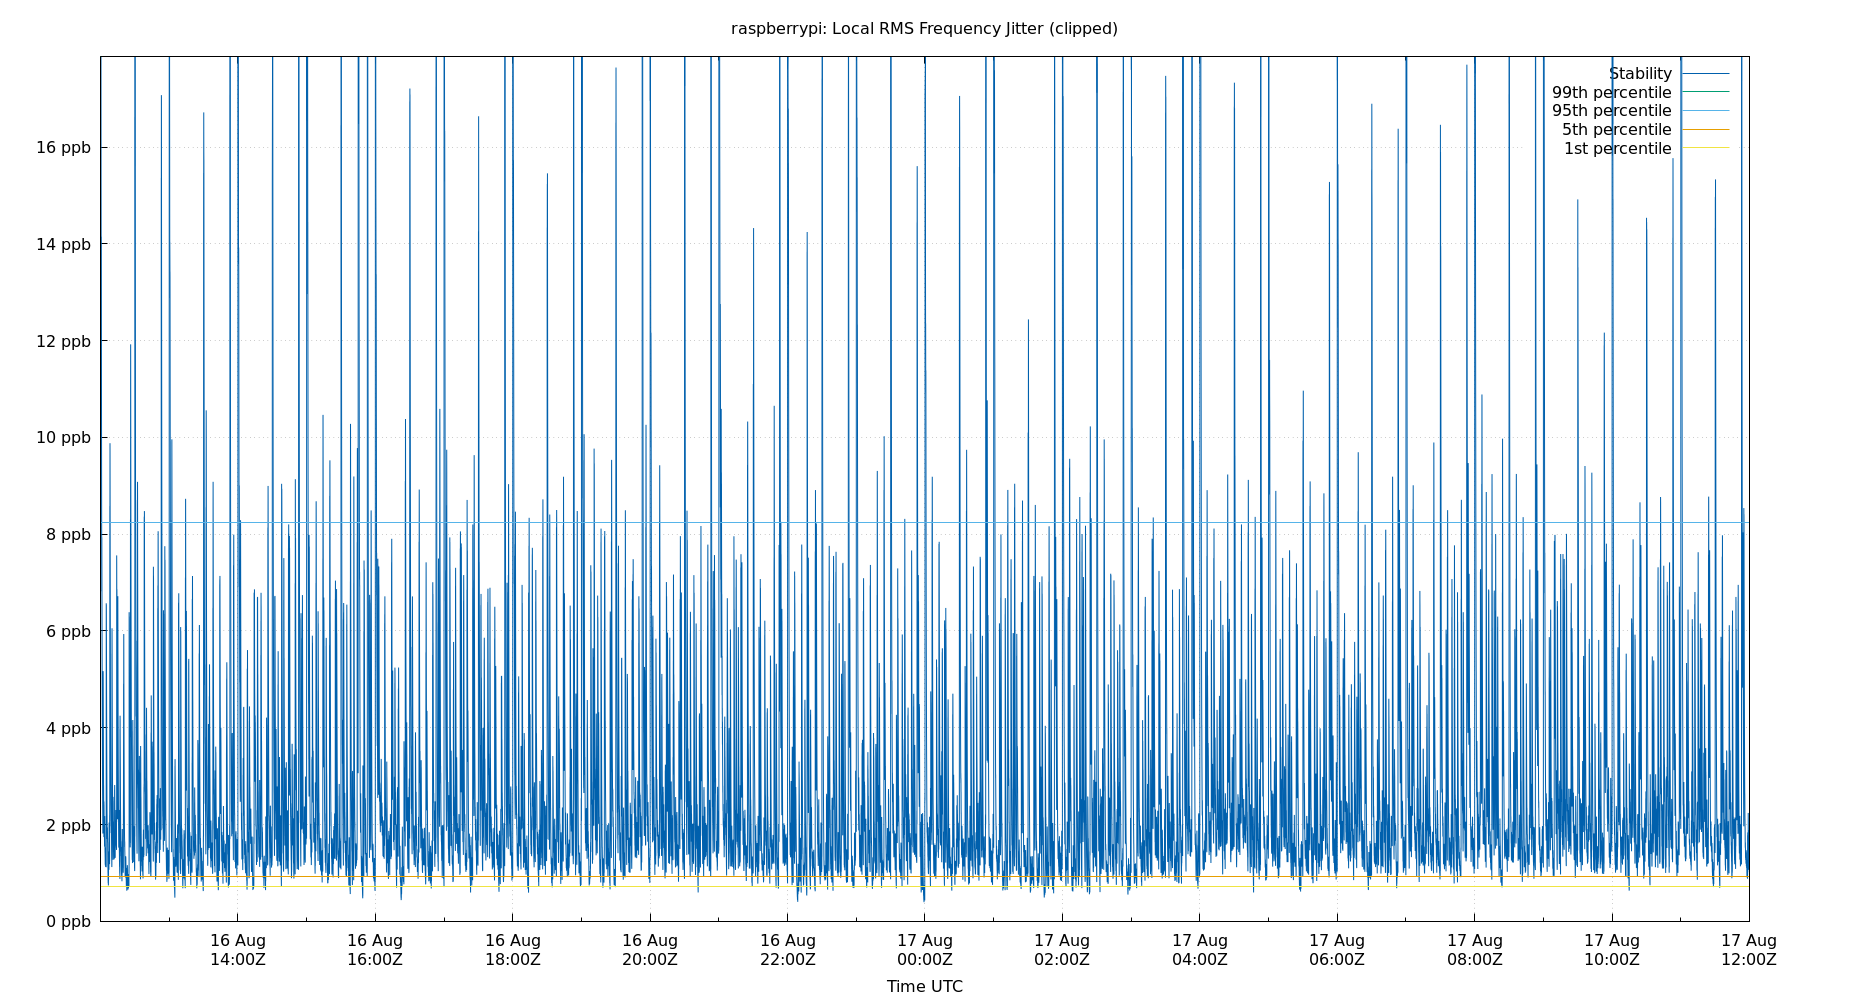 raspberrypi: Local RMS Frequency Jitter (clipped)
Stability
99th percentile
95th percentile
5th percentile
1st percentile
16 ppb
14 ppb
12 ppb
10 ppb
8 ppb
6 ppb
4 ppb
2 ppb
0 ppb
16 Aug 16 Aug 16 Aug 16 Aug 16 Aug 17 Aug 17 Aug 17 Aug 17 Aug 17 Aug 17 Aug 17 Aug
14:00Z 16:00Z 18:00Z 20:00Z 22:00Z 00:00Z 02:00Z 04:00Z 06:00Z 08:00Z 10:00Z 12:00Z
Time UTC